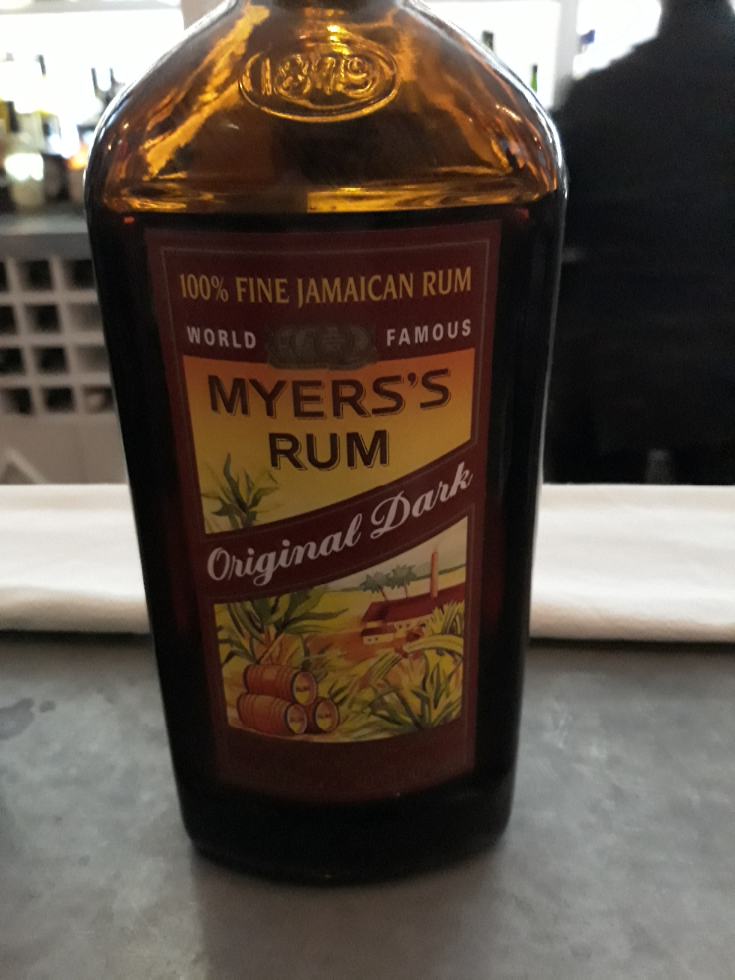 1879
100% FINE JAMAICAN RUM
WORLD FAMOUS
MYERS'S
RUM
Original Dark